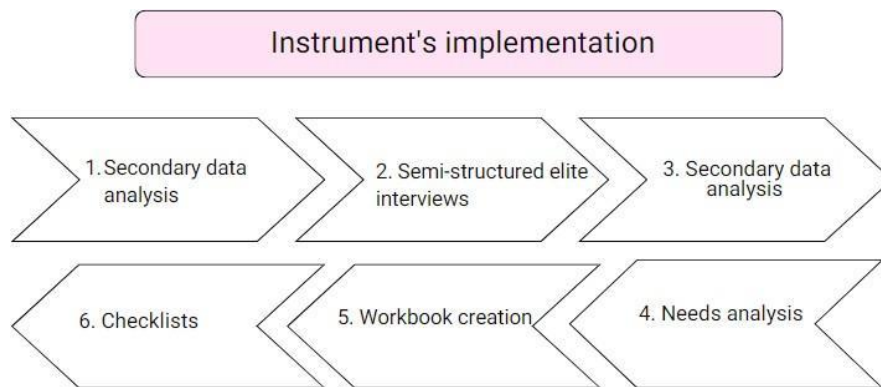 Instrument's implementation
1. Secondary data
analysis
2. Semi-structured elite
interviews
3. Secondary data
analysis
4. Needs analysis
5. Workbook creation
6. Checklists